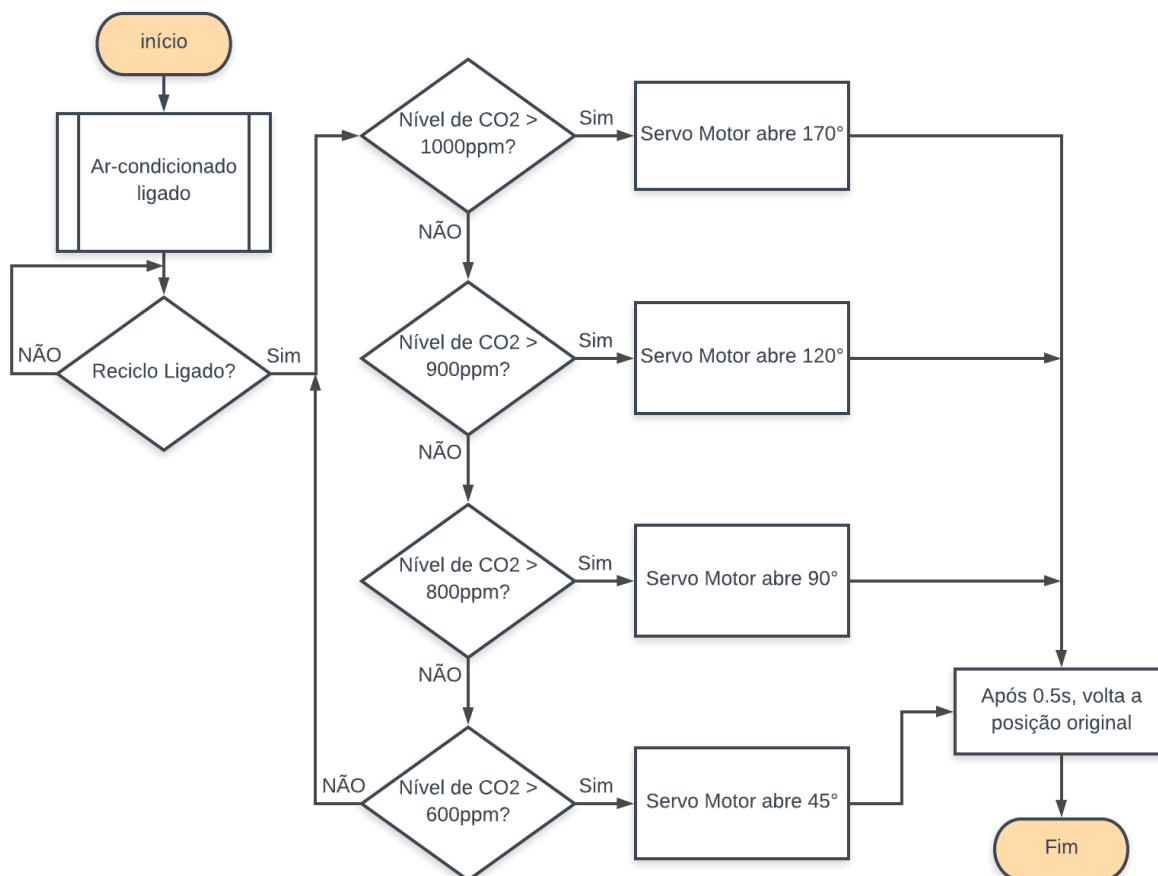 início
Ar-condicionado
ligado
NÃO
Reciclo Ligado?
Sim
Nível de CO2 >
1000ppm?
Sim
Servo Motor abre 170°
NÃO
Nível de CO2 >
900ppm?
Sim
Servo Motor abre 120°
NÃO
Nível de CO2 >
800ppm?
Sim
Servo Motor abre 90°
NÃO
NÃO
Nível de CO2 >
600ppm?
Sim
Servo Motor abre 45°
Após 0.5s, volta a
posição original
Fim